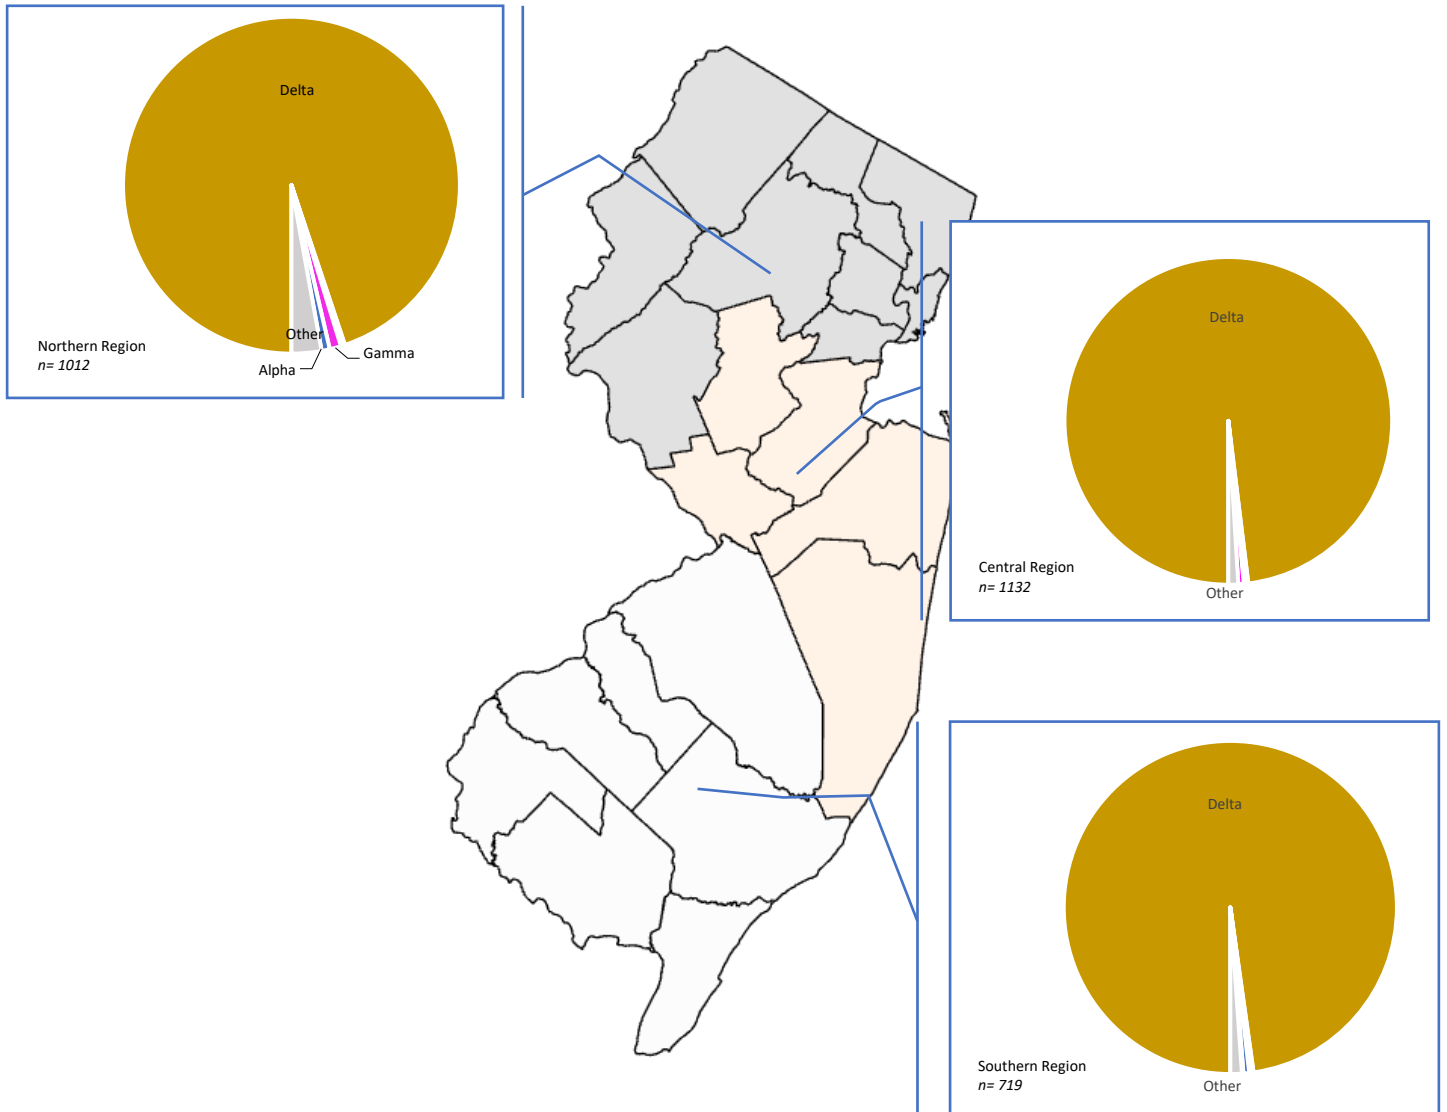 Delta
Other
Northern Region
n= 1012
Gamma
Alpha
Delta
Central Region
n= 1132
Other
Delta
Southern Region
n= 719
Other